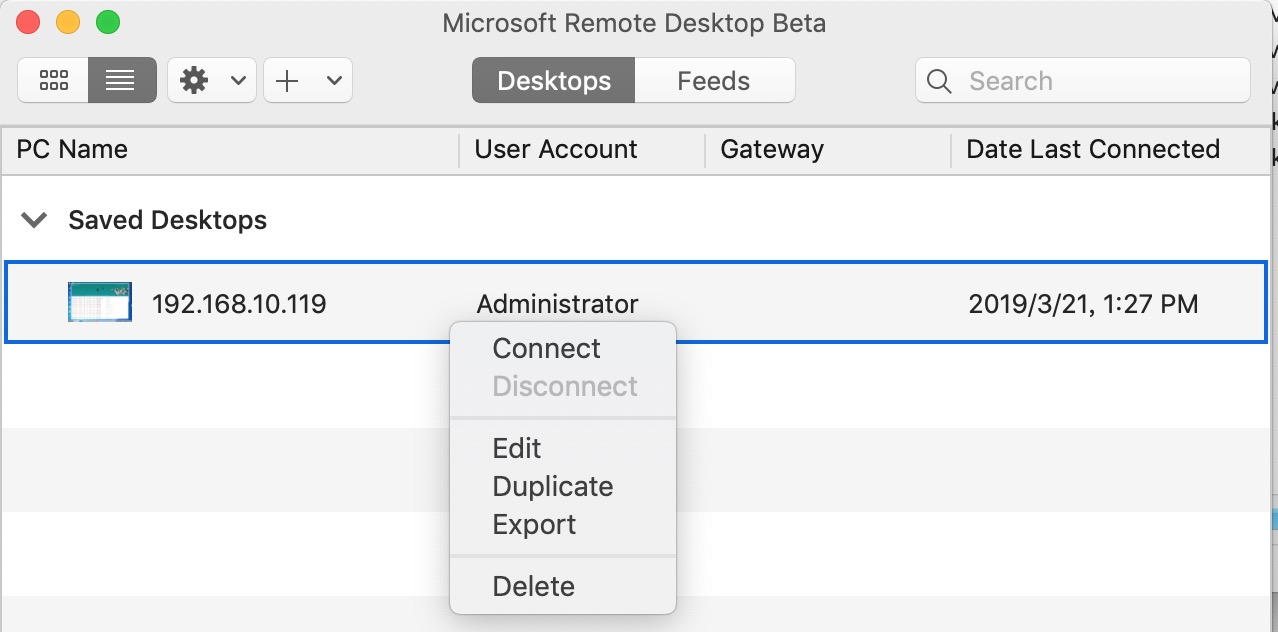 Microsoft Remote Desktop Beta
Desktops Feeds Search
PC Name User Account Gateway Date Last Connected
Saved Desktops
192.168.10.119 Administrator 2019/3/21, 1:27 PM
Connect
Disconnect
Edit
Duplicate
Export
Delete